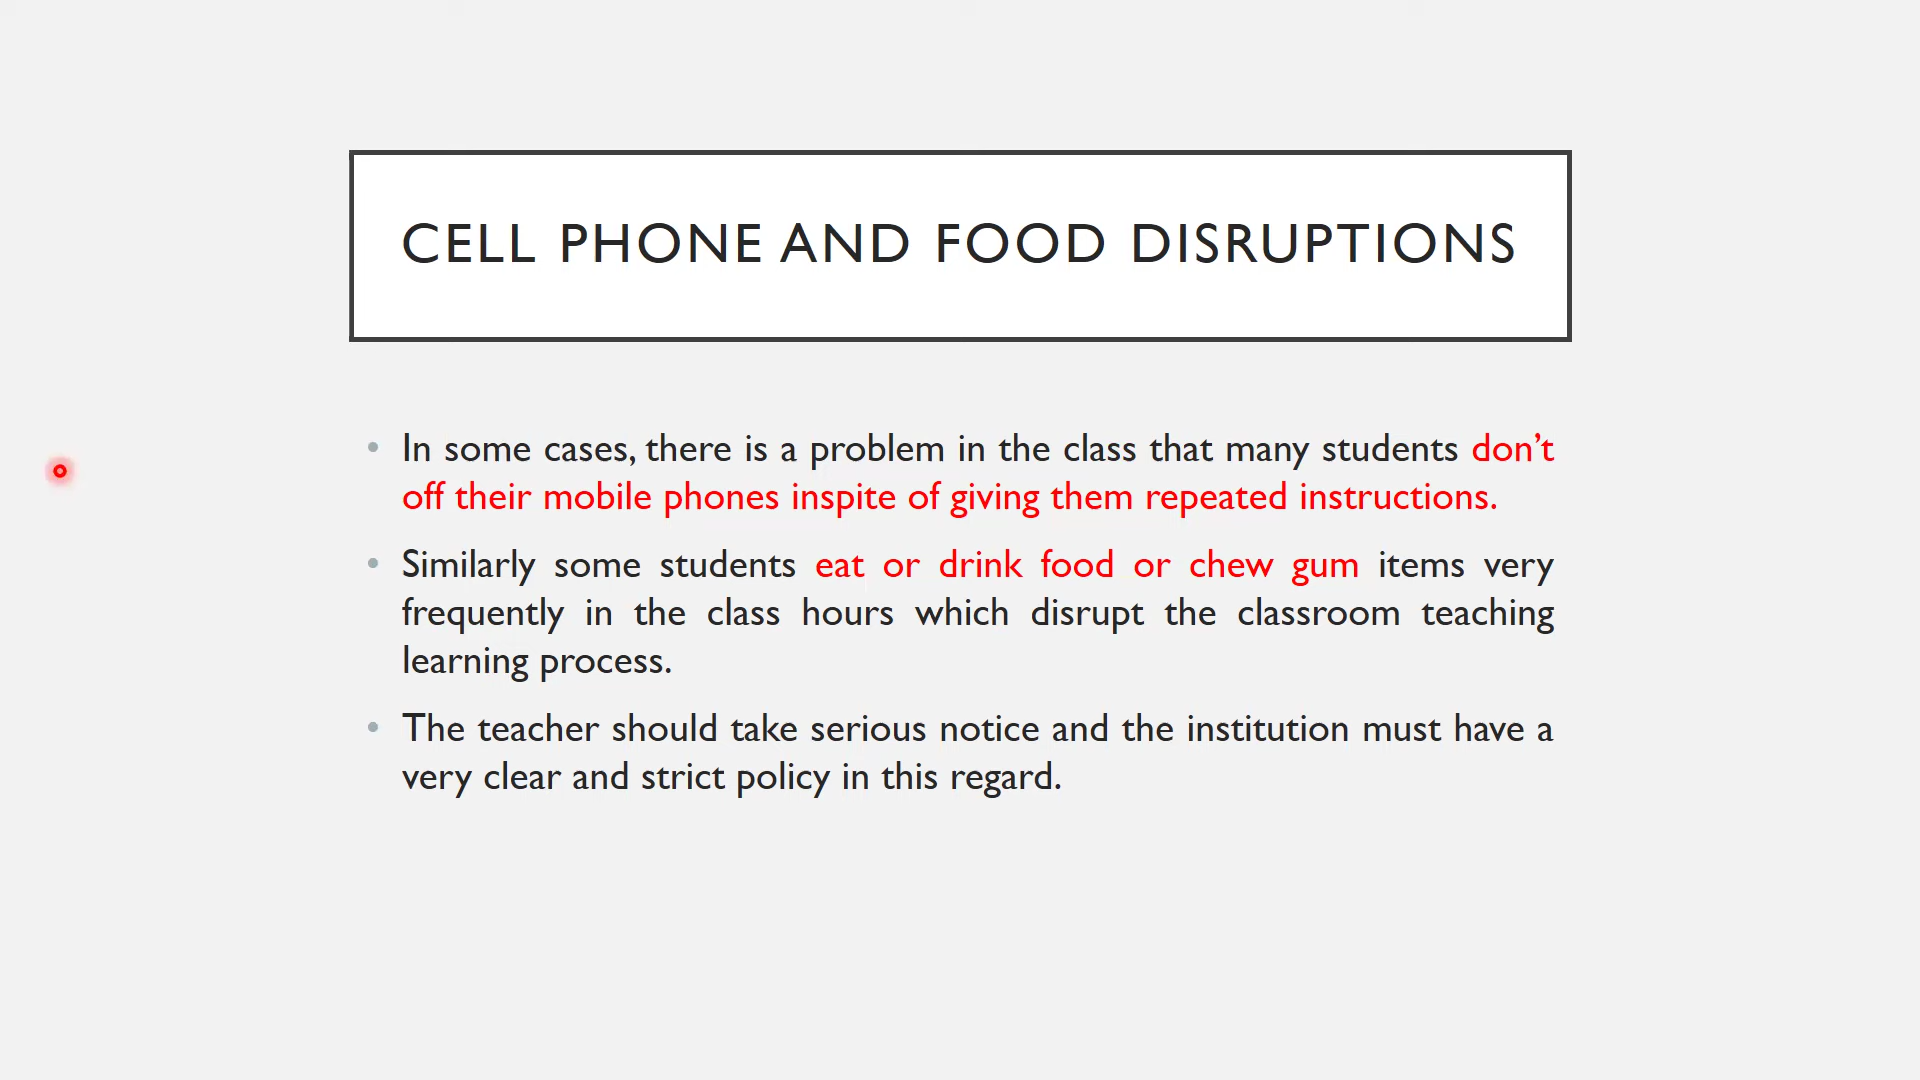 CELL PHONE AND FOOD DISRUPTIONS
• In some cases, there is a problem in the class that many students don’t
off their mobile phones inspite of giving them repeated instructions.
• Similarly some students eat or drink food or chew gum items very
frequently in the class hours which disrupt the classroom teaching
learning process.
• The teacher should take serious notice and the institution must have a
very clear and strict policy in this regard.